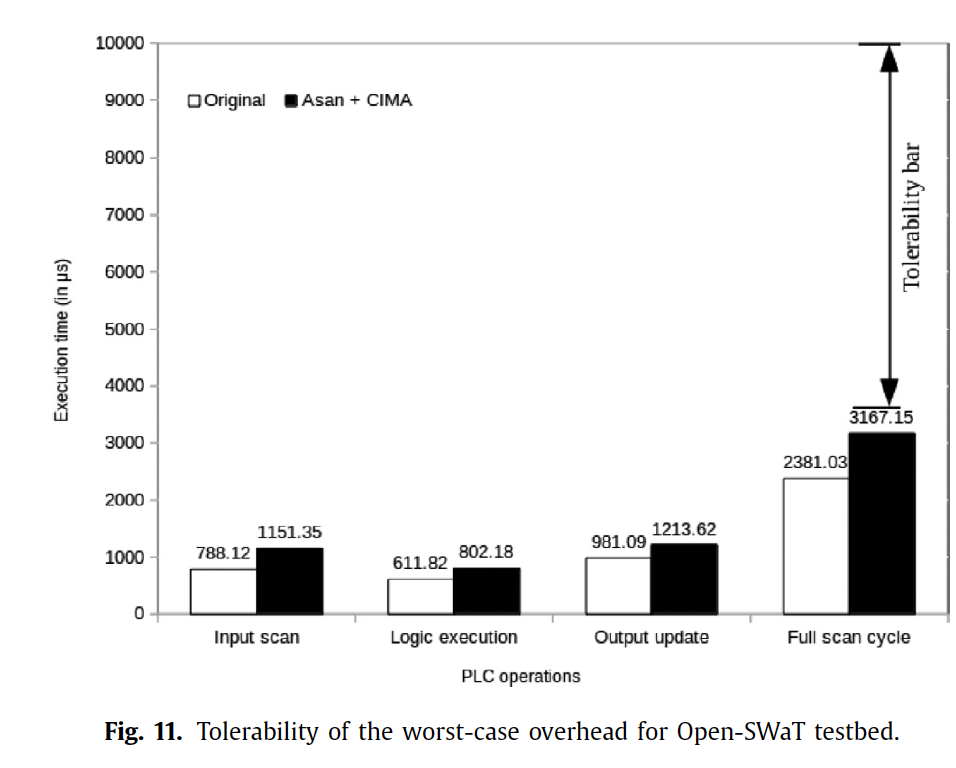 10000
9000
8000
7000
6000
5000
4000
3000
2000
1000
0
Execution time (in µs)
Original
Asan + CIMA
Tolerability bar
788.12
1151.35
611.82
802.18
981.09
1213.62
2381.03
3167.15
Input scan
Logic execution
Output update
Full scan cycle
PLC operations
Fig. 11. Tolerability of the worst-case overhead for Open-SWaT testbed.